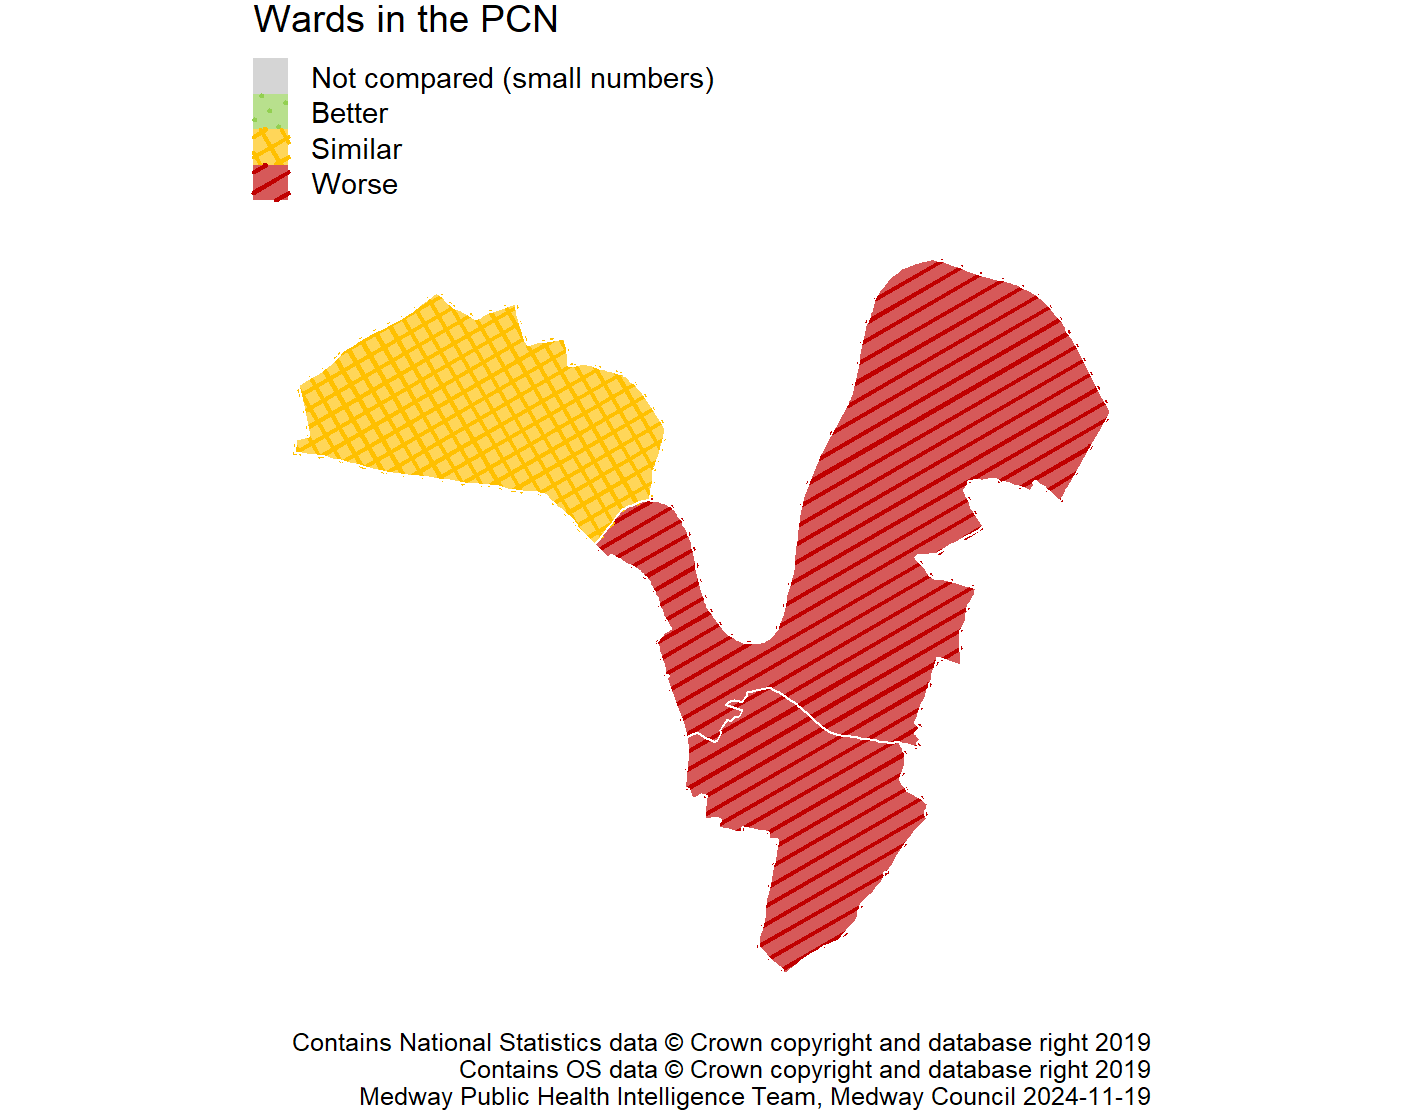 Wards in the PCN
Not compared (small numbers)
Better
Similar
Worse
Contains National Statistics data © Crown copyright and database right 2019
Contains OS data © Crown copyright and database right 2019
Medway Public Health Intelligence Team, Medway Council 2024-11-19